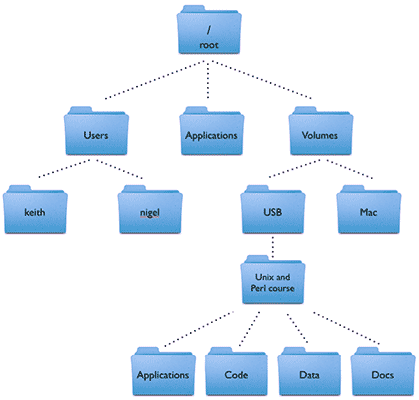 /
root
Users
Applications
Volumes
keith
nigel
USB
Mac
Unix and
Perl course
Applications
Code
Data
Docs